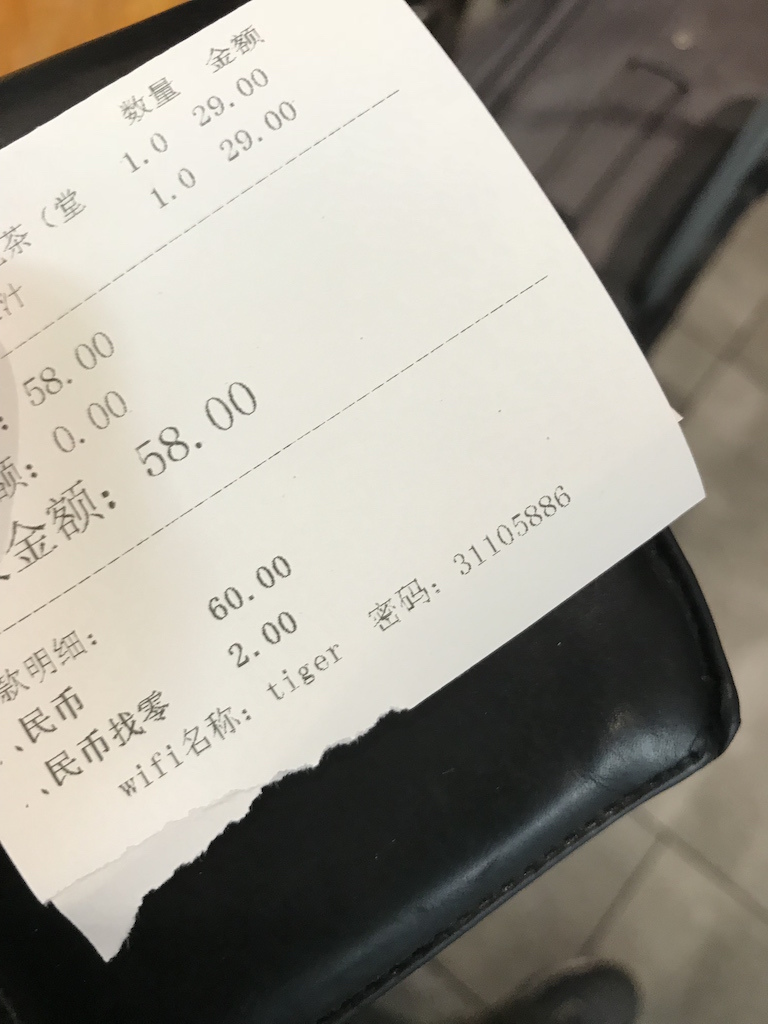 数量 金额
1.0 29.00
茶（堂 1.0 29.00
汁
: 58.00
额: 0.00
金额: 58.00
款明细:
民币 60.00
民币找零 2.00
wifi名称: tiger 密码: 31105886